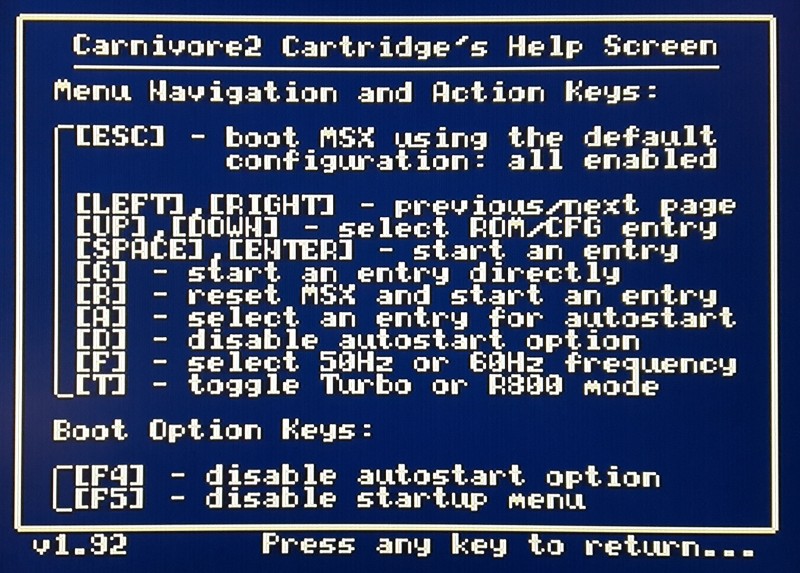 Carnivore2 Cartridge's Help Screen
Menu Navigation and Action Keys:
[ESC] - boot MSX using the default
configuration: all enabled
[LEFT],[RIGHT] - previous/next page
[UP],[DOWN] - select ROM/CFG entry
[SPACE],[ENTER] - start an entry
[G] - start an entry directly
[R] - reset MSX and start an entry
[A] - select an entry for autostart
[D] - disable autostart option
[F] - select 50Hz or 60Hz frequency
[T] - toggle Turbo or R800 mode
Boot Option Keys:
[F4] - disable autostart option
[F5] - disable startup menu
v1.92 Press any key to return...